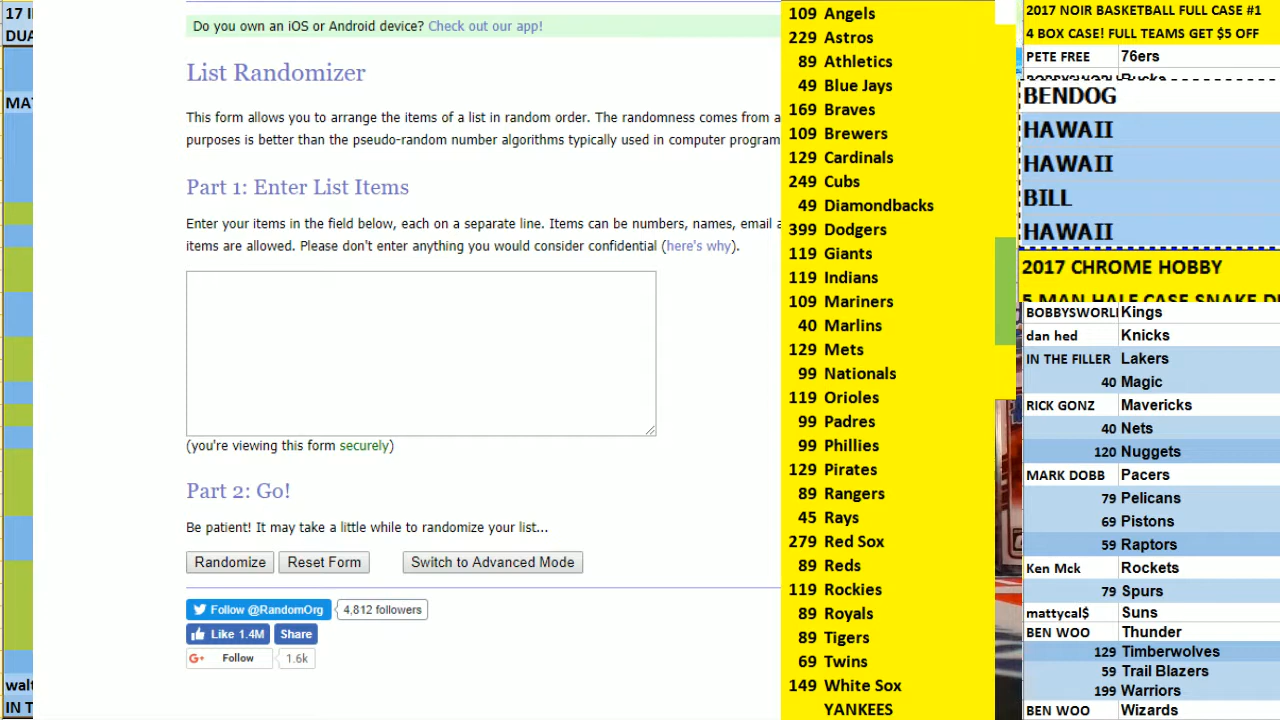 17 I
DUA
MA
walt
IN T
Do you own an iOS or Android device? Check out our app!
List Randomizer
This form allows you to arrange the items of a list in random order. The randomness comes from a
purposes is better than the pseudo-random number algorithms typically used in computer program
Part 1: Enter List Items
Enter your items in the field below, each on a separate line. Items can be numbers, names, email a
items are allowed. Please don't enter anything you would consider confidential (here's why).
(you're viewing this form securely)
Part 2: Go!
Be patient! It may take a little while to randomize your list...
Randomize Reset Form Switch to Advanced Mode
Follow @RandomOrg 4,812 followers
Like 1.4M Share
G+ Follow 1.6k
109 Angels
229 Astros
89 Athletics
49 Blue Jays
169 Braves
109 Brewers
129 Cardinals
249 Cubs
49 Diamondbacks
399 Dodgers
119 Giants
119 Indians
109 Mariners
40 Marlins
129 Mets
99 Nationals
119 Orioles
99 Padres
99 Phillies
129 Pirates
89 Rangers
45 Rays
279 Red Sox
89 Reds
119 Rockies
89 Royals
89 Tigers
69 Twins
149 White Sox
YANKEES
2017 NOIR BASKETBALL FULL CASE #1
4 BOX CASE! FULL TEAMS GET $5 OFF
PETE FREE 76ers
Bucks
BENDOG
HAWAII
HAWAII
BILL
HAWAII
2017 CHROME HOBBY
5 MAN HALF CASE SNAKE D
BOBBYSWORL Kings
dan hed Knicks
IN THE FILLER Lakers
40 Magic
RICK GONZ Mavericks
40 Nets
120 Nuggets
MARK DOBB Pacers
79 Pelicans
69 Pistons
59 Raptors
Ken Mck Rockets
79 Spurs
mattycal$ Suns
BEN WOO Thunder
129 Timberwolves
59 Trail Blazers
199 Warriors
BEN WOO Wizards